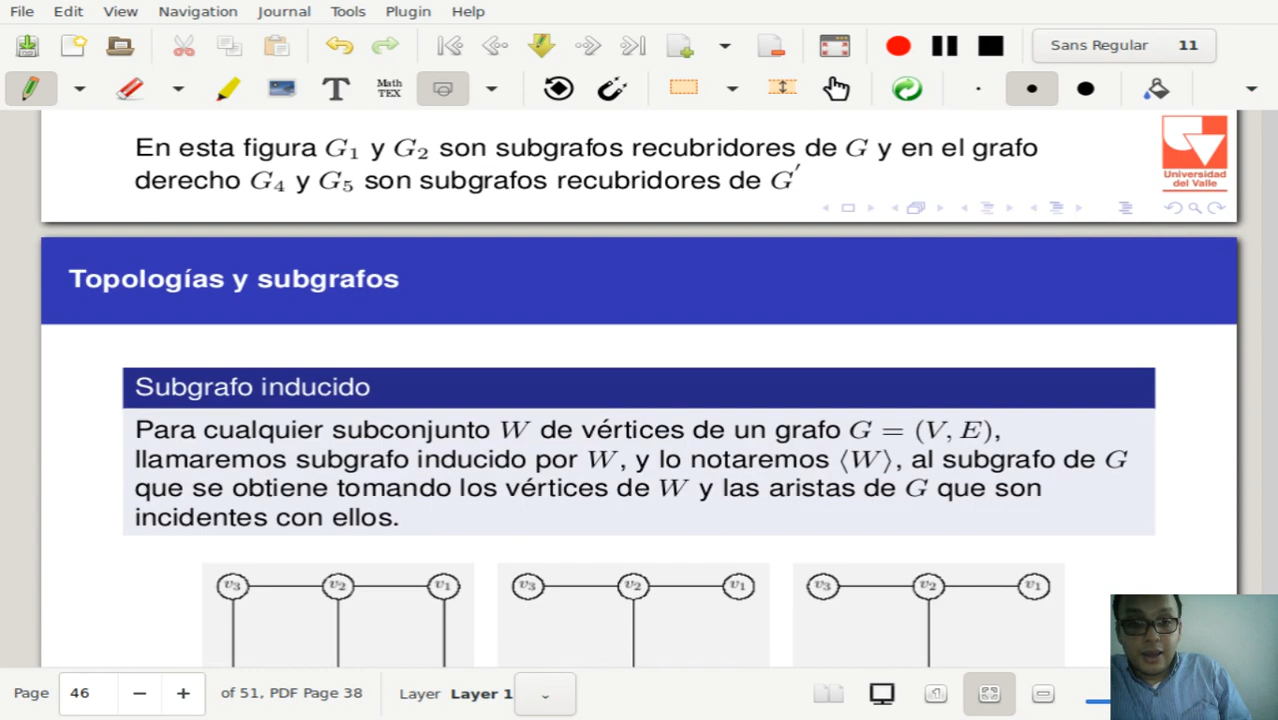 File Edit View Navigation Journal Tools Plugin Help
Sans Regular 11
T Math TEX
En esta figura G₁ y G₂ son subgrafos recubridores de G y en el grafo
derecho G₄ y G₅ son subgrafos recubridores de G′
Universidad
del Valle
Topologías y subgrafos
Subgrafo inducido
Para cualquier subconjunto W de vértices de un grafo G = (V, E),
llamaremos subgrafo inducido por W, y lo notaremos ⟨W⟩, al subgrafo de G
que se obtiene tomando los vértices de W y las aristas de G que son
incidentes con ellos.
v₃ v₂ v₁ v₃ v₂ v₁ v₃ v₂ v₁
Page 46 of 51, PDF Page 38 Layer Layer 1